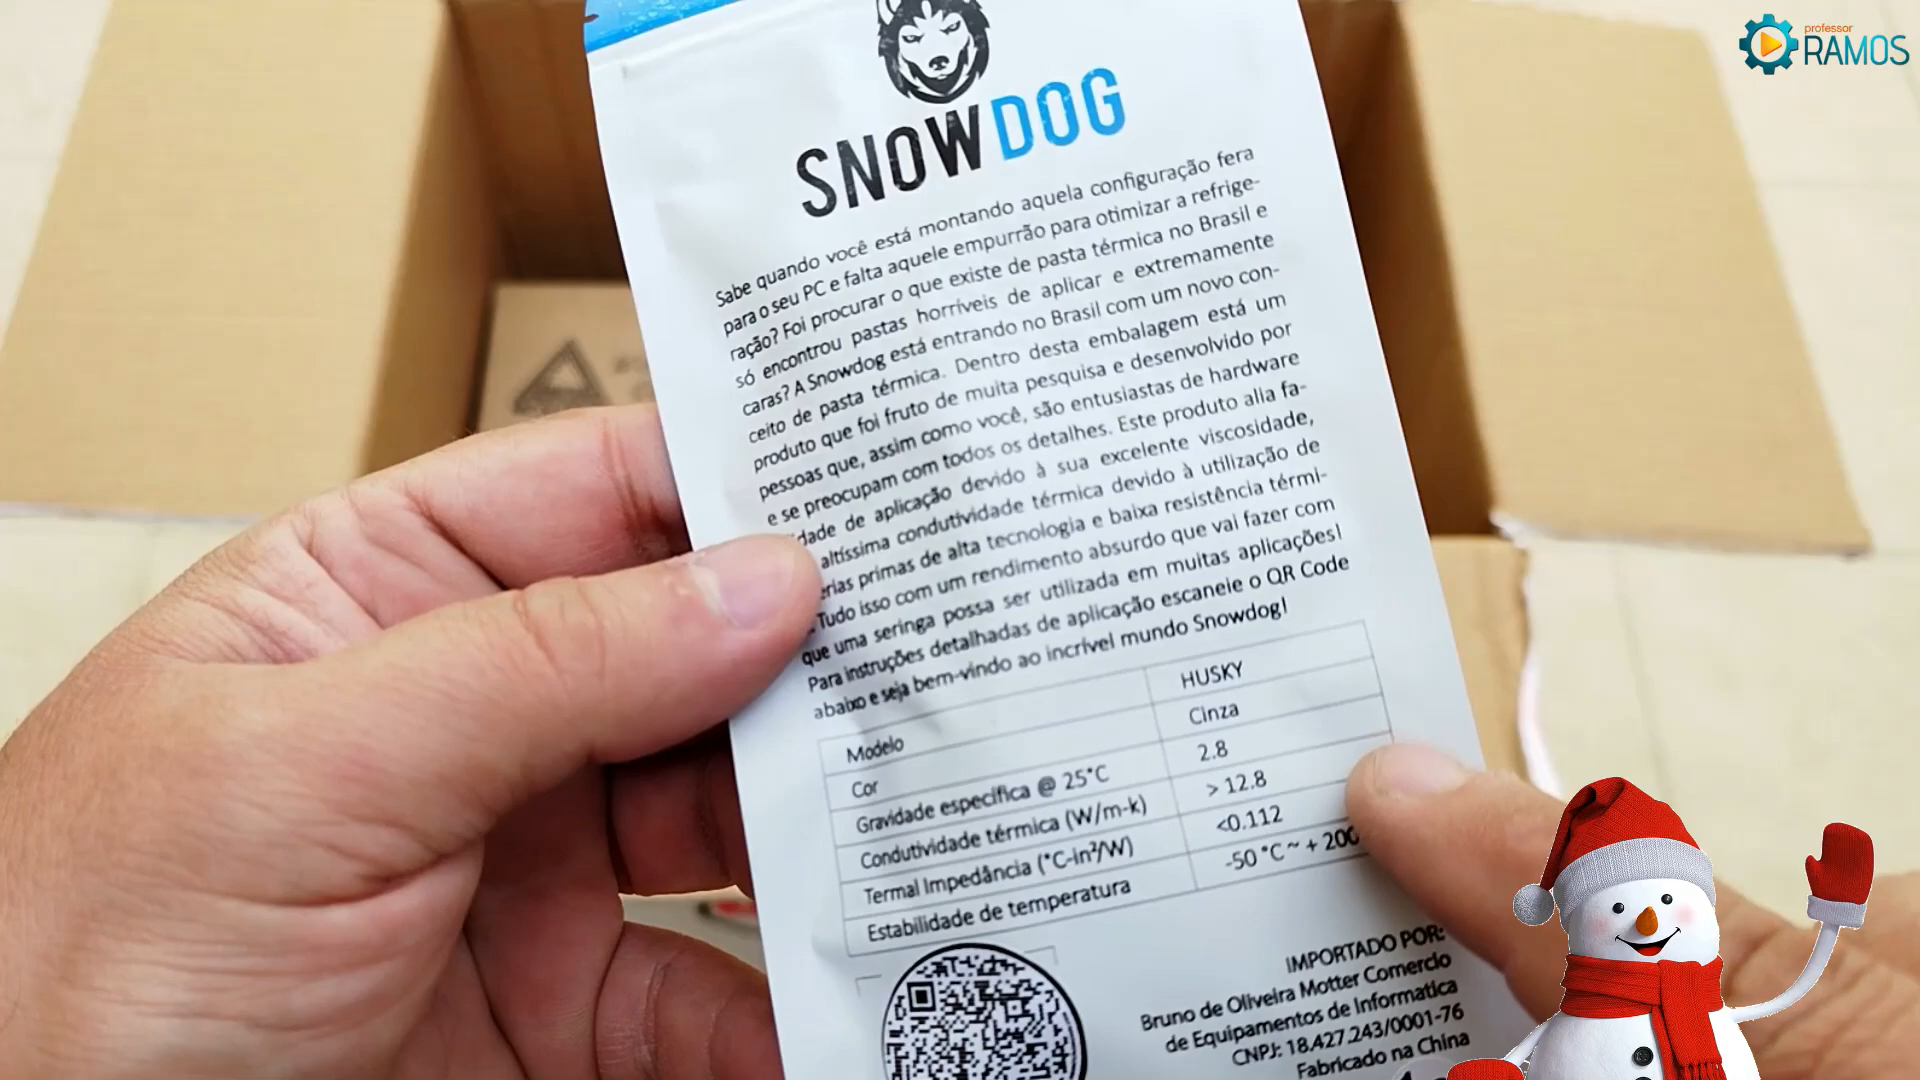 professor
RAMOS
SNOWDOG
Sabe quando você está montando aquela configuração fera
para o seu PC e falta aquele empurrão para otimizar a refrige-
ração? Foi procurar o que existe de pasta térmica no Brasil e
só encontrou pastas horríveis de aplicar e extremamente
caras? A Snowdog está entrando no Brasil com um novo con-
ceito de pasta térmica. Dentro desta embalagem está um
produto que foi fruto de muita pesquisa e desenvolvido por
pessoas que, assim como você, são entusiastas de hardware
e se preocupam com todos os detalhes. Este produto alia fa-
idade de aplicação devido à sua excelente viscosidade,
altíssima condutividade térmica devido à utilização de
rias primas de alta tecnologia e baixa resistência térmi-
. Tudo isso com um rendimento absurdo que vai fazer com
que uma seringa possa ser utilizada em muitas aplicações!
Para instruções detalhadas de aplicação escaneie o QR Code
abaixo e seja bem-vindo ao incrível mundo Snowdog!
Modelo HUSKY
Cor Cinza
Gravidade específica @ 25°C 2.8
Condutividade térmica (W/m-k) > 12.8
Termal Impedância (°C-in²/W) <0.112
Estabilidade de temperatura -50 °C ~ + 200
IMPORTADO POR:
Bruno de Oliveira Motter Comercio
de Equipamentos de Informatica
CNPJ: 18.427.243/0001-76
Fabricado na China